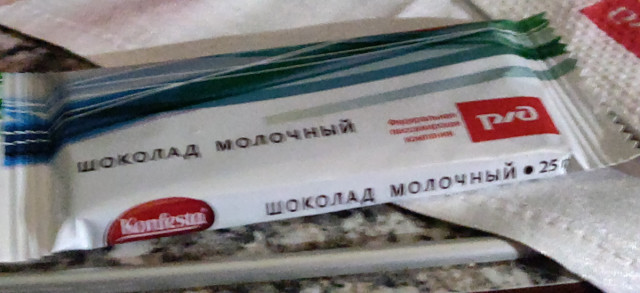 ШОКОЛАД МОЛОЧНЫЙ
Федеральная
пассажирская
компания
РЖД
Konfesta
ШОКОЛАД МОЛОЧНЫЙ • 25 г